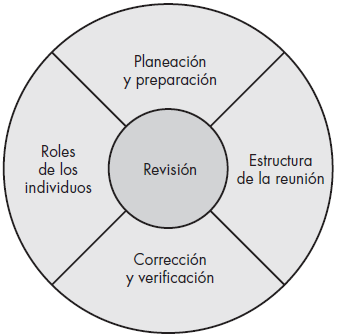 Planeación
y preparación
Roles
de los
individuos
Revisión
Estructura
de la reunión
Corrección
y verificación